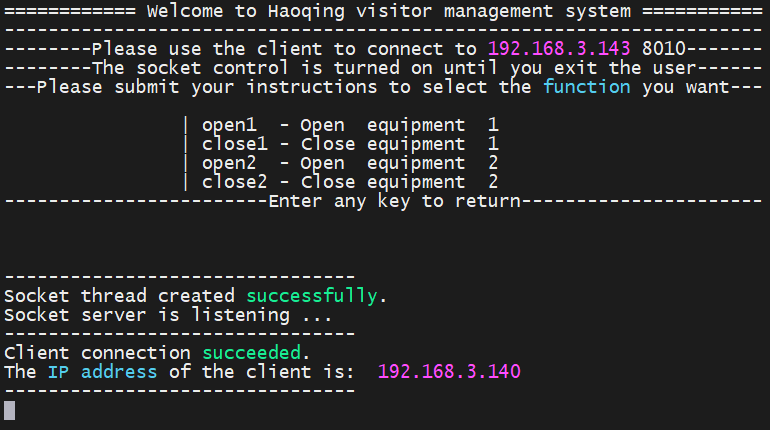 ============ Welcome to Haoqing visitor management system ===========
---------------------------------------------------------------------
--------Please use the client to connect to 192.168.3.143 8010-------
--------The socket control is turned on until you exit the user------
---Please submit your instructions to select the function you want---
| open1  - Open  equipment  1
| close1 - Close equipment  1
| open2  - Open  equipment  2
| close2 - Close equipment  2
------------------------Enter any key to return----------------------
--------------------------------
Socket thread created successfully.
Socket server is listening ...
--------------------------------
Client connection succeeded.
The IP address of the client is:  192.168.3.140
--------------------------------